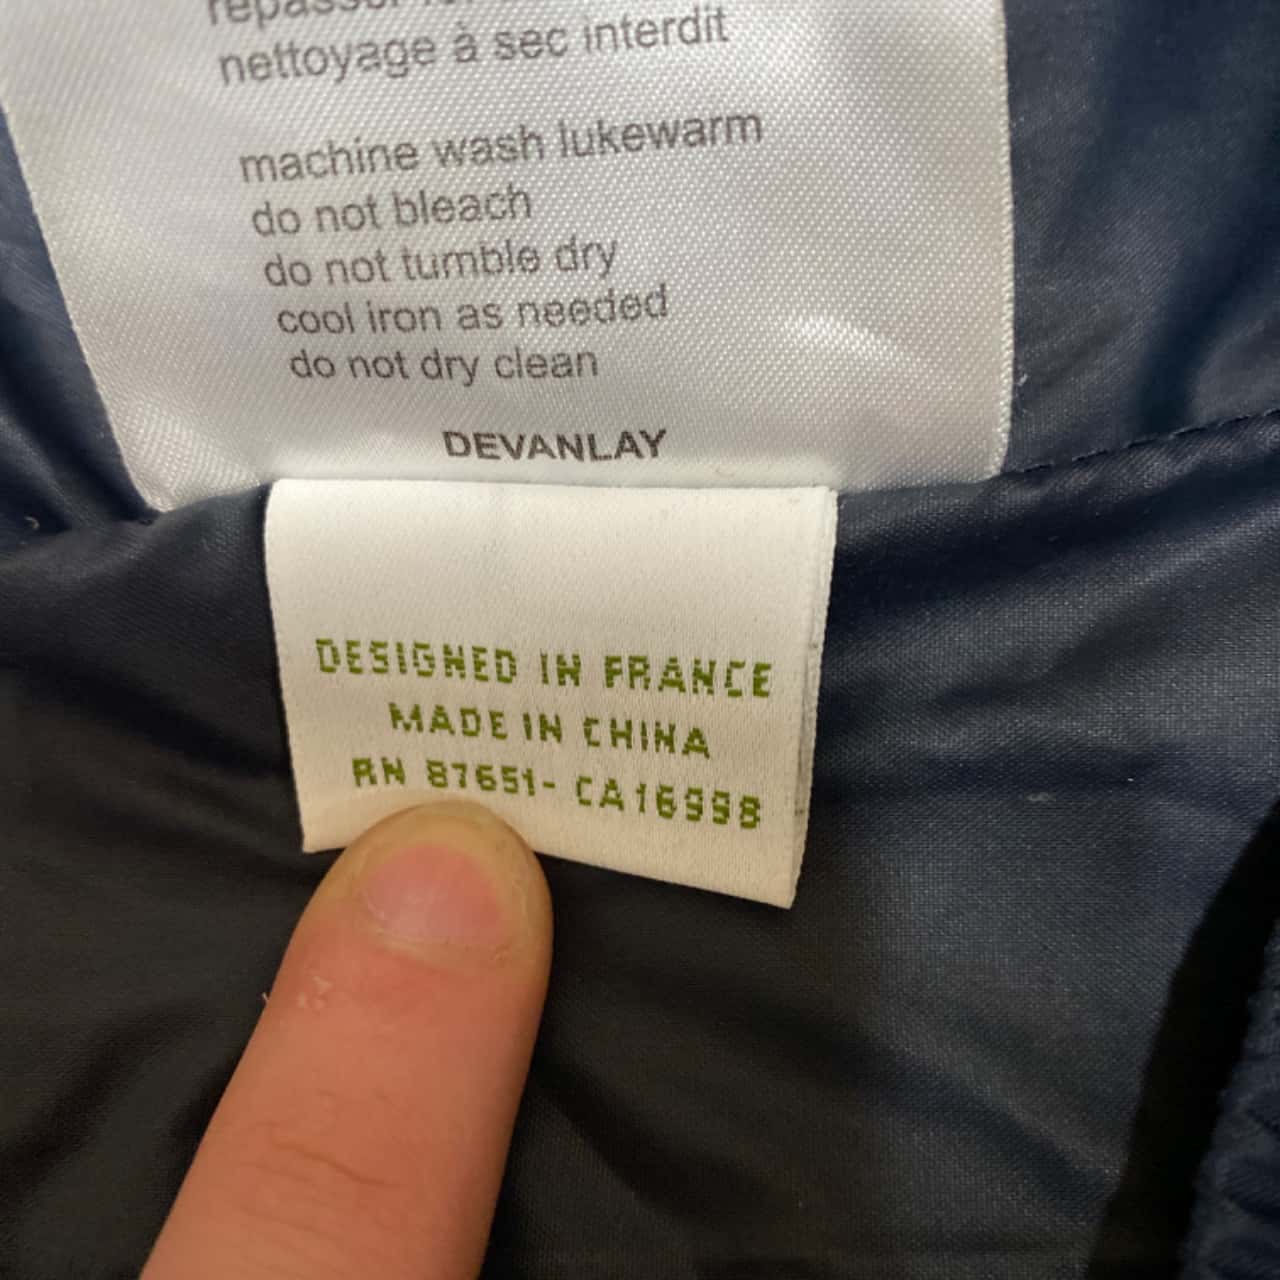 repasser
nettoyage à sec interdit
machine wash lukewarm
do not bleach
do not tumble dry
cool iron as needed
do not dry clean
DEVANLAY
DESIGNED IN FRANCE
MADE IN CHINA
RN 87651- CA16998